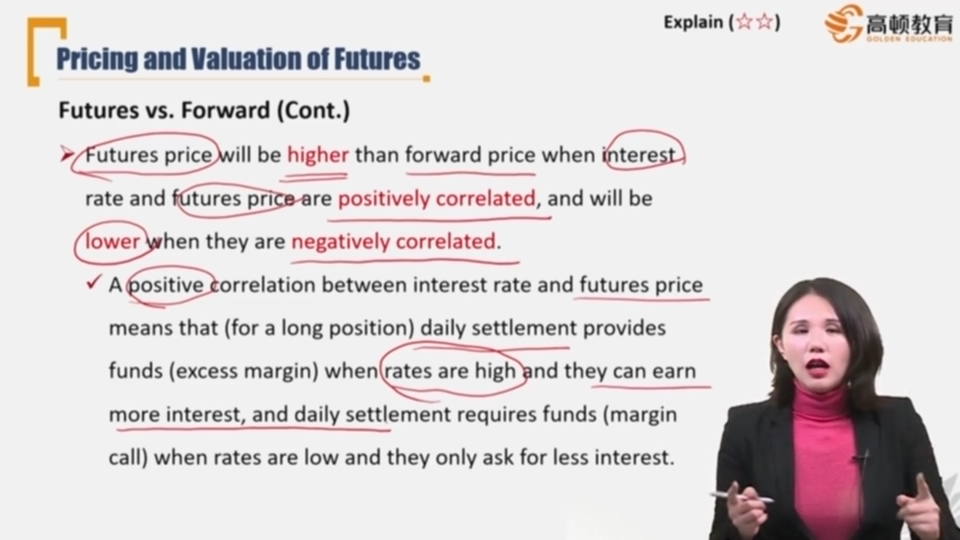 Explain (☆☆)
高顿教育
GOLDEN EDUCATION
Pricing and Valuation of Futures
Futures vs. Forward (Cont.)
Futures price will be higher than forward price when interest
rate and futures price are positively correlated, and will be
lower when they are negatively correlated.
A positive correlation between interest rate and futures price
means that (for a long position) daily settlement provides
funds (excess margin) when rates are high and they can earn
more interest, and daily settlement requires funds (margin
call) when rates are low and they only ask for less interest.